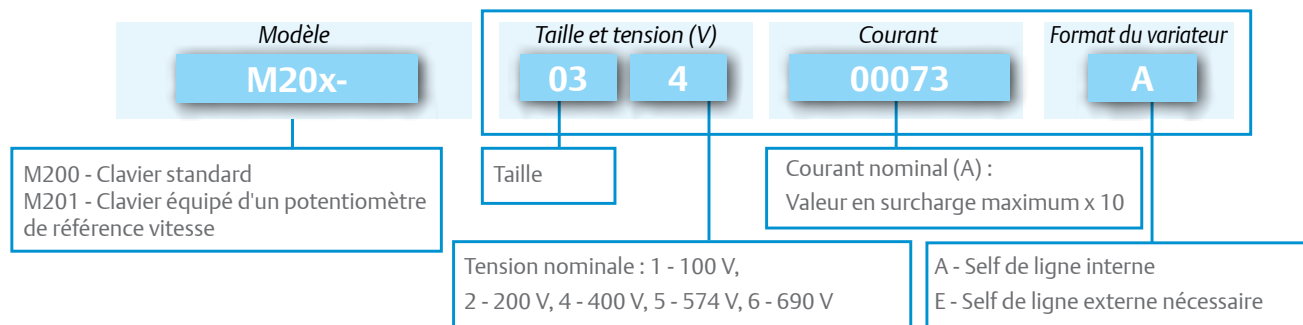 Modèle
Taille et tension (V)
Courant
Format du variateur
M20x-
03
4
00073
A
M200 - Clavier standard
M201 - Clavier équipé d'un potentiomètre
de référence vitesse
Taille
Courant nominal (A) :
Valeur en surcharge maximum x 10
Tension nominale : 1 - 100 V,
2 - 200 V, 4 - 400 V, 5 - 574 V, 6 - 690 V
A - Self de ligne interne
E - Self de ligne externe nécessaire